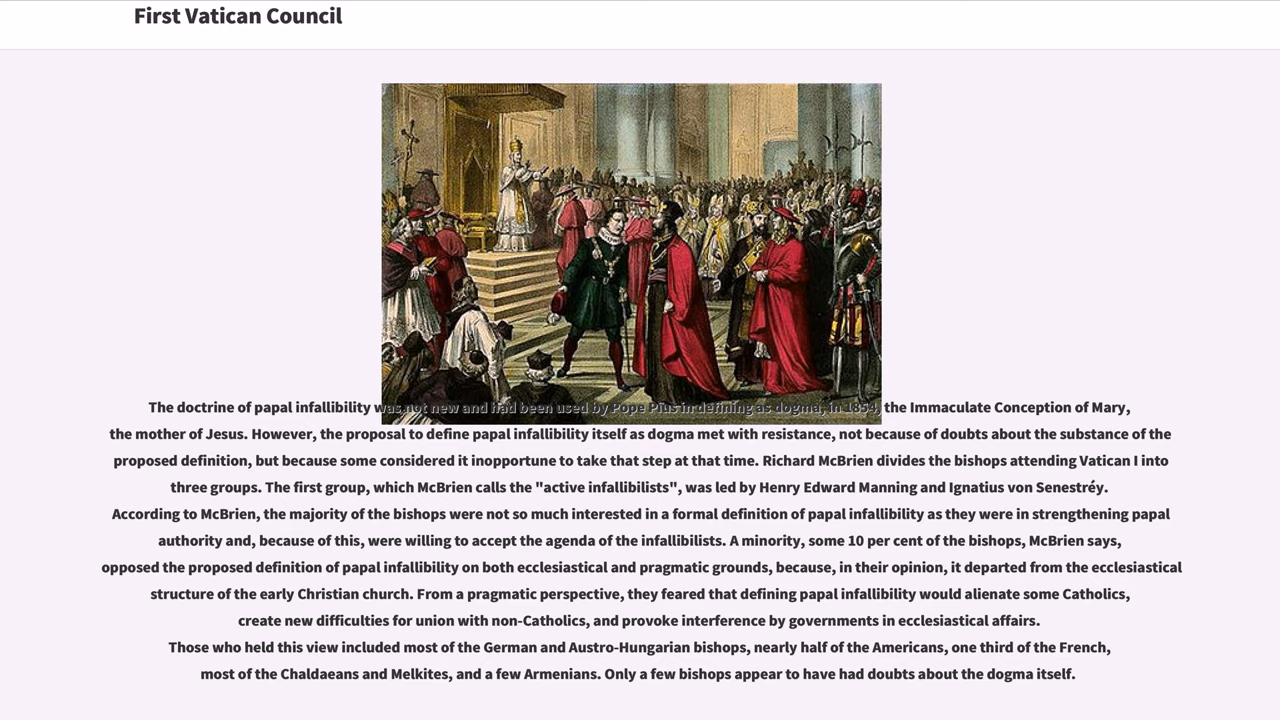 First Vatican Council
The doctrine of papal infallibility was not new and had been used by Pope Pius in defining as dogma, in 1854, the Immaculate Conception of Mary,
the mother of Jesus. However, the proposal to define papal infallibility itself as dogma met with resistance, not because of doubts about the substance of the
proposed definition, but because some considered it inopportune to take that step at that time. Richard McBrien divides the bishops attending Vatican I into
three groups. The first group, which McBrien calls the "active infallibilists", was led by Henry Edward Manning and Ignatius von Senestréy.
According to McBrien, the majority of the bishops were not so much interested in a formal definition of papal infallibility as they were in strengthening papal
authority and, because of this, were willing to accept the agenda of the infallibilists. A minority, some 10 per cent of the bishops, McBrien says,
opposed the proposed definition of papal infallibility on both ecclesiastical and pragmatic grounds, because, in their opinion, it departed from the ecclesiastical
structure of the early Christian church. From a pragmatic perspective, they feared that defining papal infallibility would alienate some Catholics,
create new difficulties for union with non-Catholics, and provoke interference by governments in ecclesiastical affairs.
Those who held this view included most of the German and Austro-Hungarian bishops, nearly half of the Americans, one third of the French,
most of the Chaldaeans and Melkites, and a few Armenians. Only a few bishops appear to have had doubts about the dogma itself.